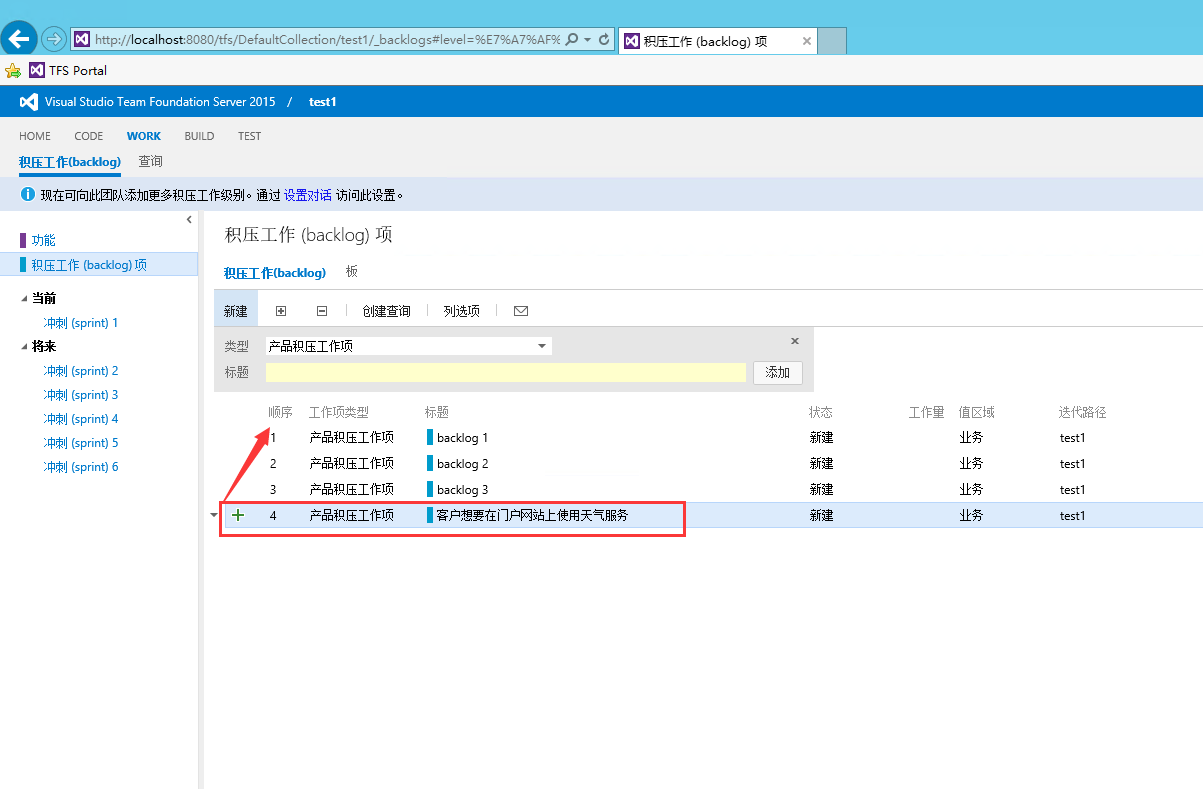 http://localhost:8080/tfs/DefaultCollection/test1/_backlogs#level=%E7%A7%AF%
积压工作 (backlog) 项
TFS Portal
Visual Studio Team Foundation Server 2015 / test1
HOME CODE WORK BUILD TEST
积压工作(backlog) 查询
现在可向此团队添加更多积压工作级别。通过 设置对话 访问此设置。
功能
积压工作 (backlog) 项
当前
冲刺 (sprint) 1
将来
冲刺 (sprint) 2
冲刺 (sprint) 3
冲刺 (sprint) 4
冲刺 (sprint) 5
冲刺 (sprint) 6
积压工作 (backlog) 项
积压工作(backlog) 板
新建 创建查询 列选项
类型 产品积压工作项
标题 添加
顺序 工作项类型 标题 状态 工作量 值区域 迭代路径
1 产品积压工作项 backlog 1 新建 业务 test1
2 产品积压工作项 backlog 2 新建 业务 test1
3 产品积压工作项 backlog 3 新建 业务 test1
4 产品积压工作项 客户想要在门户网站上使用天气服务 新建 业务 test1